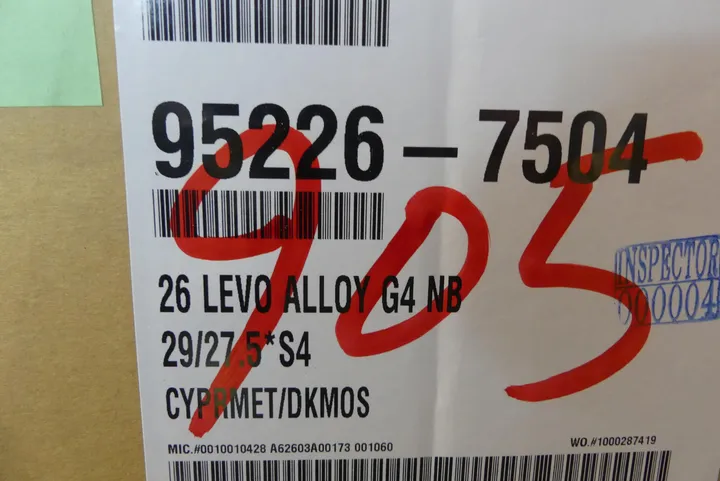 95226-7504
905
26 LEVO ALLOY G4 NB
29/27.5*S4
CYPRMET/DKMOS
INSPECTOR
000004
MIC.#0010010428 A62603A00173 001060
WO.#1000287419